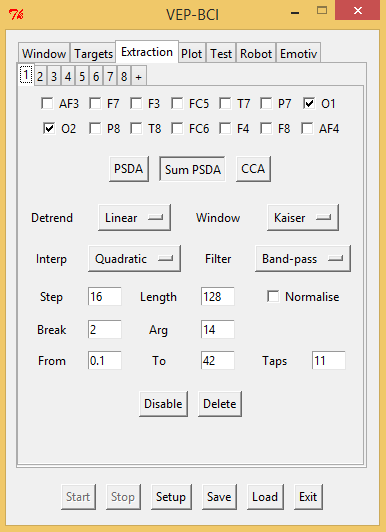 VEP-BCI
Window Targets Extraction Plot Test Robot Emotiv
1 2 3 4 5 6 7 8 +
AF3 F7 F3 FC5 T7 P7 O1
O2 P8 T8 FC6 F4 F8 AF4
PSDA Sum PSDA CCA
Detrend Linear Window Kaiser
Interp Quadratic Filter Band-pass
Step 16 Length 128 Normalise
Break 2 Arg 14
From 0.1 To 42 Taps 11
Disable Delete
Start Stop Setup Save Load Exit